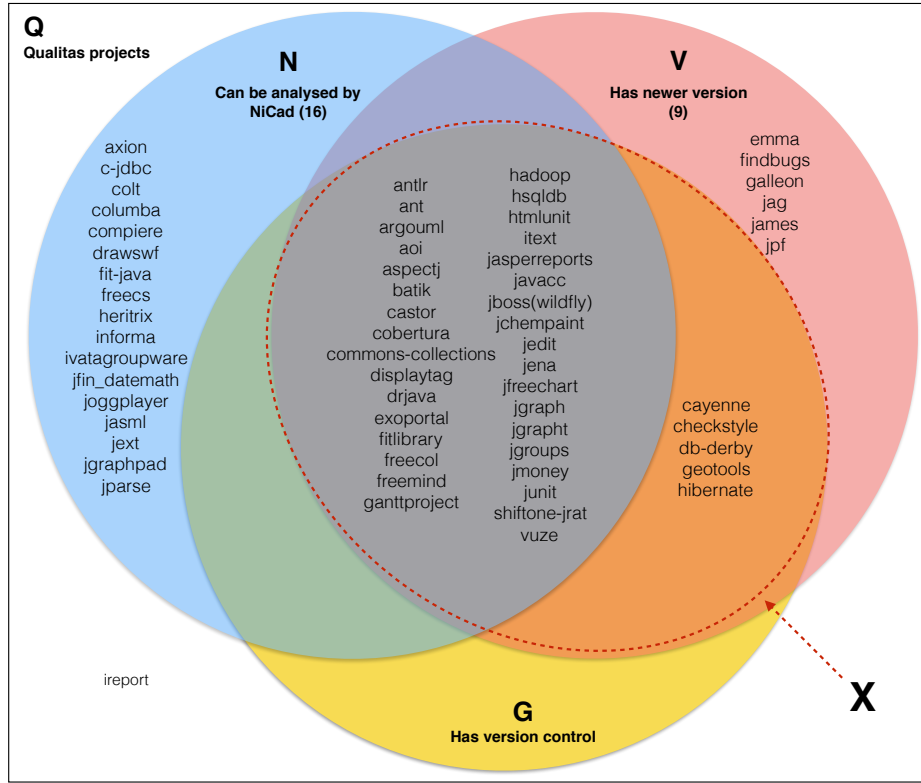 Q
Qualitas projects
N
Can be analysed by
NiCad (16)
V
Has newer version
(9)
axion
c-jdbc
colt
columba
compiere
drawswf
fit-java
freecs
heritrix
informa
ivatagroupware
jfin_datemath
joggplayer
jasml
jext
jgraphpad
jparse
antlr
ant
argouml
aoi
aspectj
batik
castor
cobertura
commons-collections
displaytag
drjava
exoportal
fitlibrary
freecol
freemind
ganttproject
hadoop
hsqldb
htmlunit
itext
jasperreports
javacc
jboss(wildfly)
jchempaint
jedit
jena
jfreechart
jgraph
jgrapht
jgroups
jmoney
junit
shiftone-jrat
vuze
emma
findbugs
galleon
jag
james
jpf
cayenne
checkstyle
db-derby
geotools
hibernate
ireport
G
Has version control
X